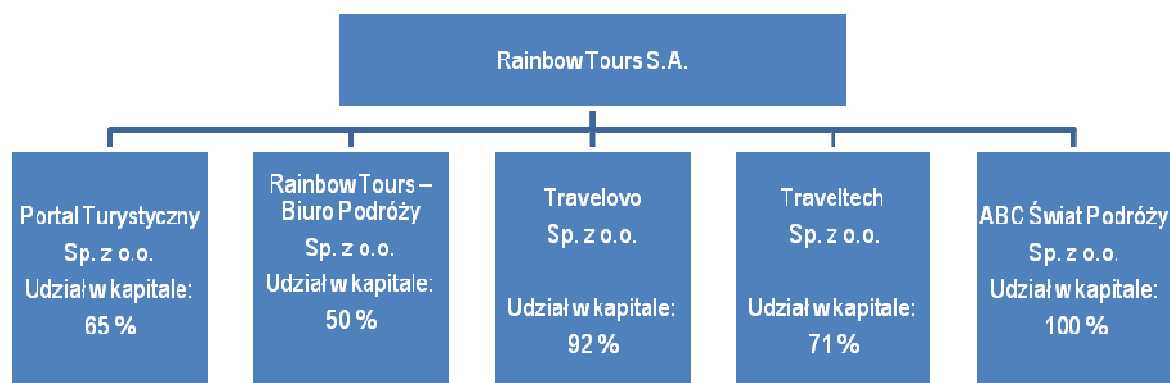 Rainbow Tours S.A.
Portal Turystyczny
Sp. z o.o.
Udział w kapitale:
65 %
Rainbow Tours –
Biuro Podróży
Sp. z o.o.
Udział w kapitale:
50 %
Travelovo
Sp. z o.o.
Udział w kapitale:
92 %
Traveltech
Sp. z o.o.
Udział w kapitale:
71 %
ABC Świat Podróży
Sp. z o.o.
Udział w kapitale:
100 %